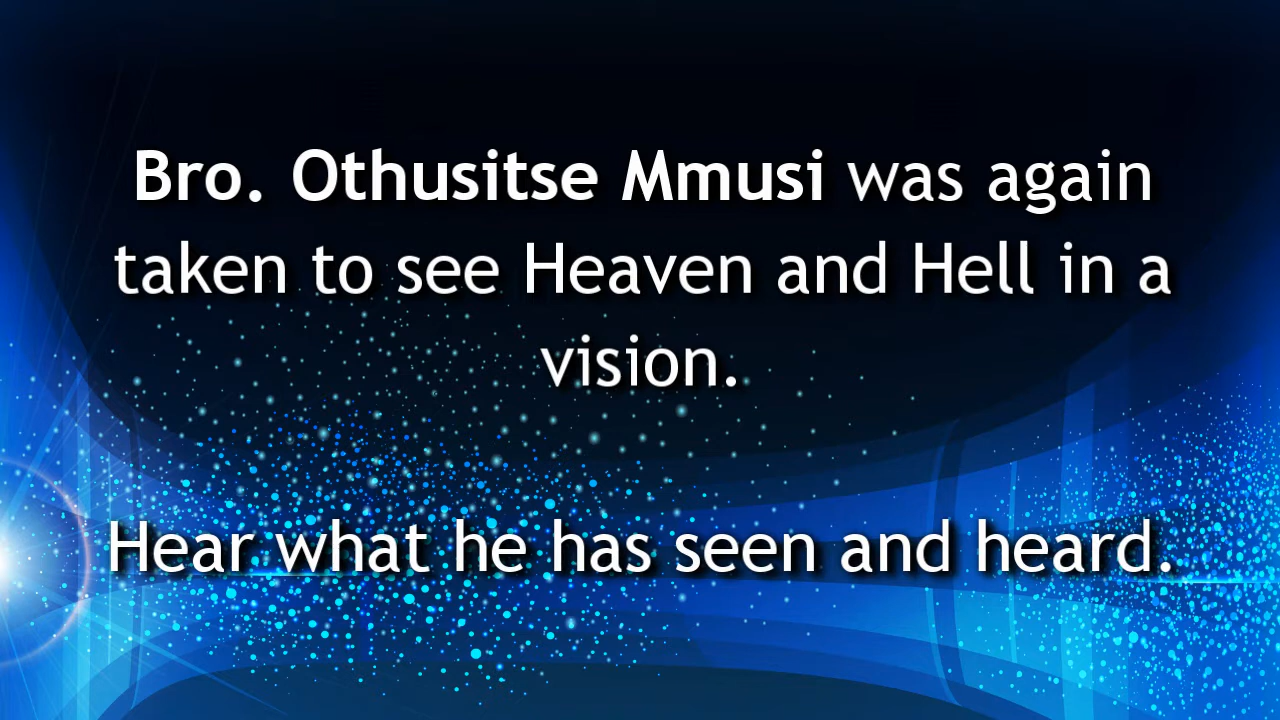 Bro. Othusitse Mmusi was again
taken to see Heaven and Hell in a
vision.
Hear what he has seen and heard.